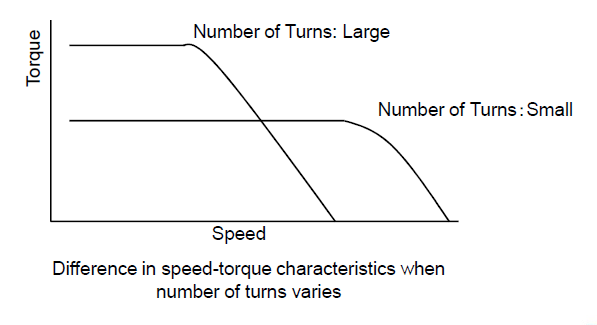 Number of Turns: Large
Torque
Number of Turns：Small
Speed
Difference in speed-torque characteristics when
number of turns varies